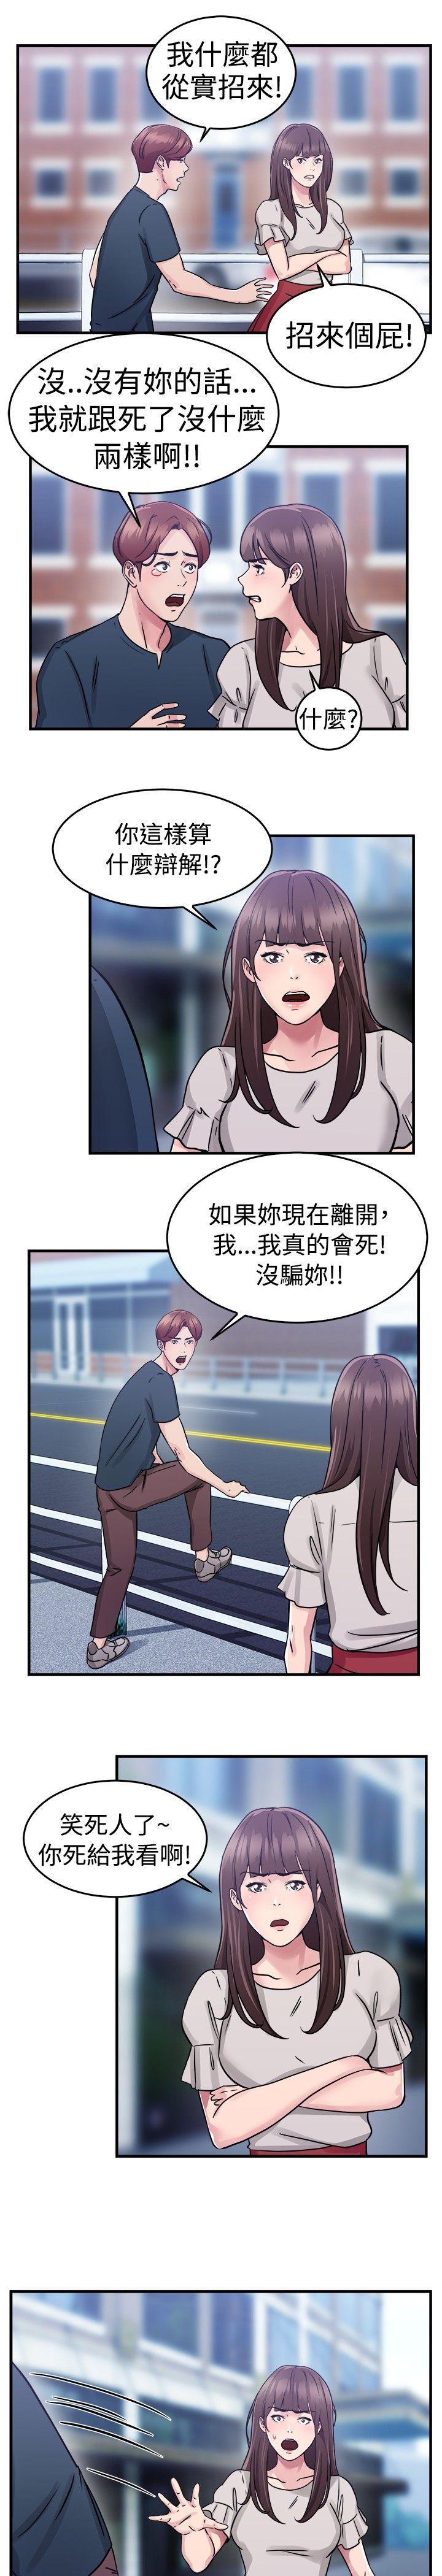 我什麼都
從實招來!
招來個屁!
沒..沒有妳的話...
我就跟死了沒什麼
兩樣啊!!
什麼?
你這樣算
什麼辯解!?
如果妳現在離開,
我...我真的會死!
沒騙妳!!
笑死人了~
你死給我看啊!